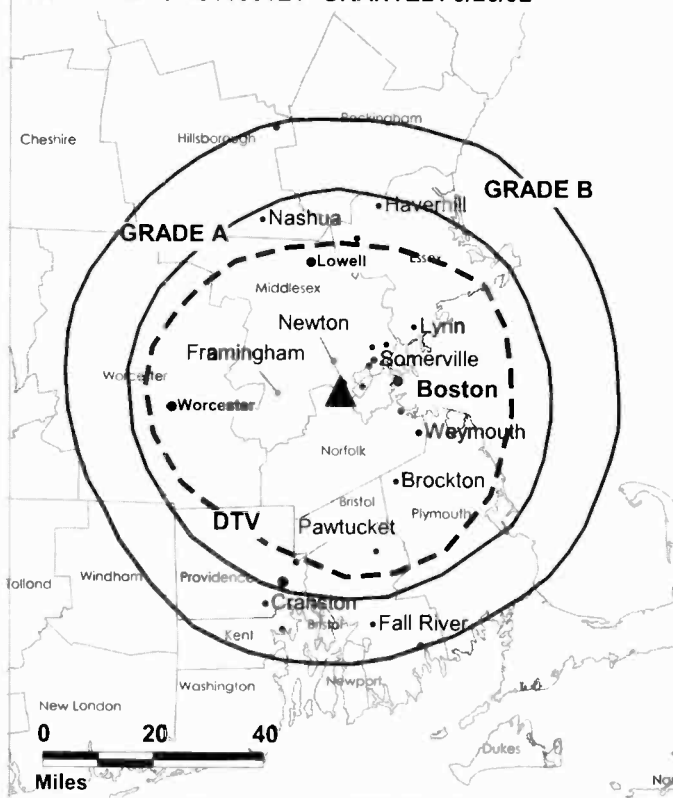 Cheshire
Hillsborough
Rockingham
GRADE B
GRADE A
Nashua
Haverhill
Lowell
Essex
Middlesex
Newton
Lynn
Framingham
Somerville
Worcester
Boston
Worcester
Weymouth
Norfolk
Brockton
Bristol
Plymouth
DTV
Pawtucket
Tolland
Windham
Providence
Cranston
Bristol
Fall River
Kent
Washington
Newport
New London
0 20 40
Miles
Dukes